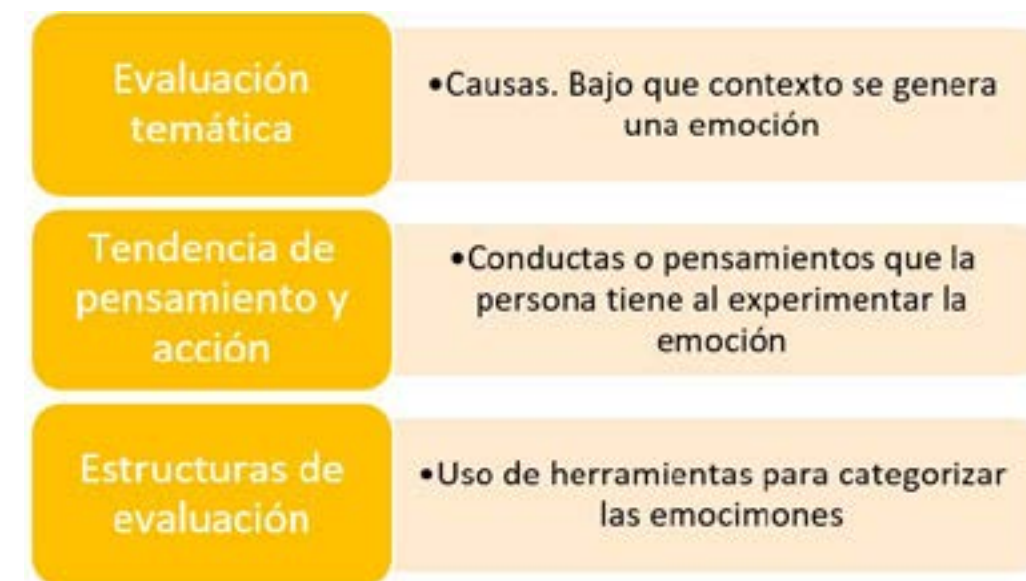 Evaluación
temática
•Causas. Bajo que contexto se genera
una emoción
Tendencia de
pensamiento y
acción
•Conductas o pensamientos que la
persona tiene al experimentar la
emoción
Estructuras de
evaluación
•Uso de herramientas para categorizar
las emocimones